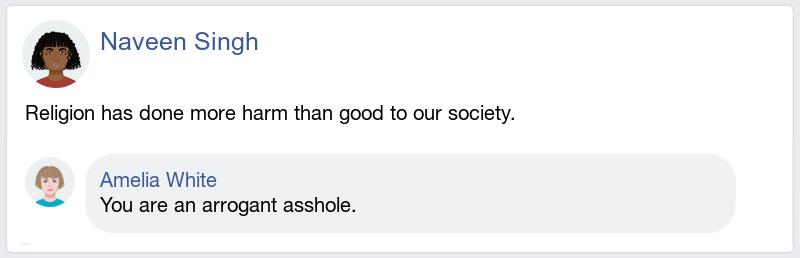 Naveen Singh
Religion has done more harm than good to our society.
Amelia White
You are an arrogant asshole.